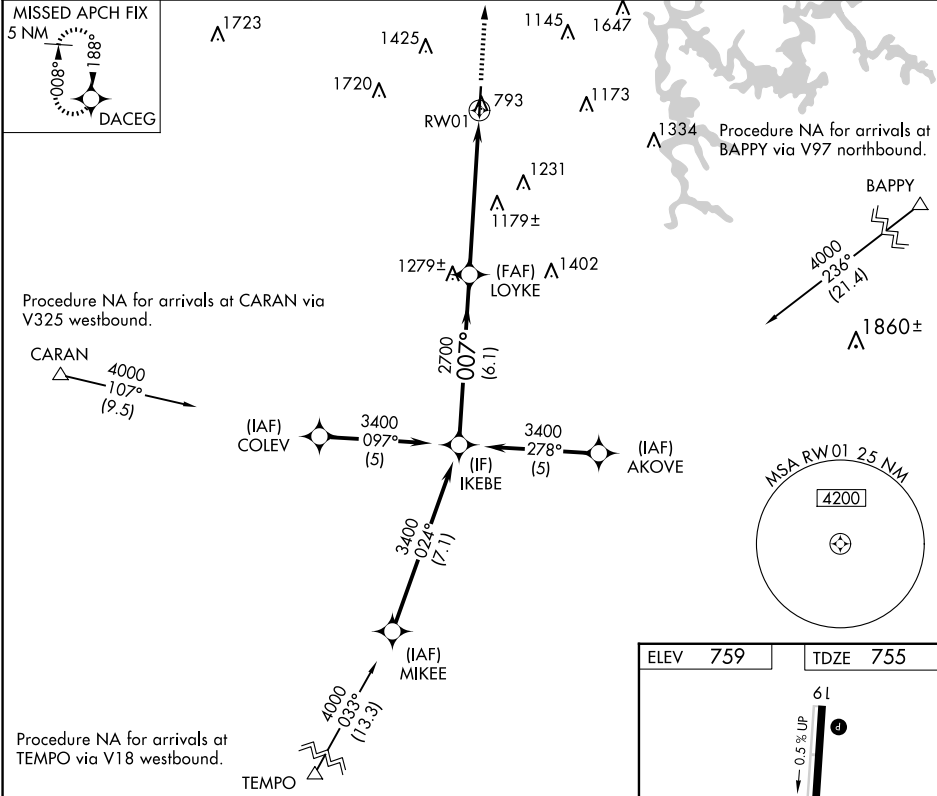 MISSED APCH FIX
5 NM
008°
188°
DACEG
1723
1425
1145
1647
1720
793
RW01
1173
1334
Procedure NA for arrivals at
BAPPY via V97 northbound.
1231
1179±
BAPPY
4000
236°
(21.4)
1279±
(FAF)
LOYKE
1402
1860±
Procedure NA for arrivals at CARAN via
V325 westbound.
CARAN
4000
107°
(9.5)
2700
007°
(6.1)
(IAF)
COLEV
3400
097°
(5)
(IF)
IKEBE
3400
278°
(5)
(IAF)
AKOVE
MSA RW01 25 NM
4200
3400
024°
(7.1)
(IAF)
MIKEE
4000
033°
(13.3)
Procedure NA for arrivals at
TEMPO via V18 westbound.
TEMPO
ELEV 759
TDZE 755
19
P
0.5% UP